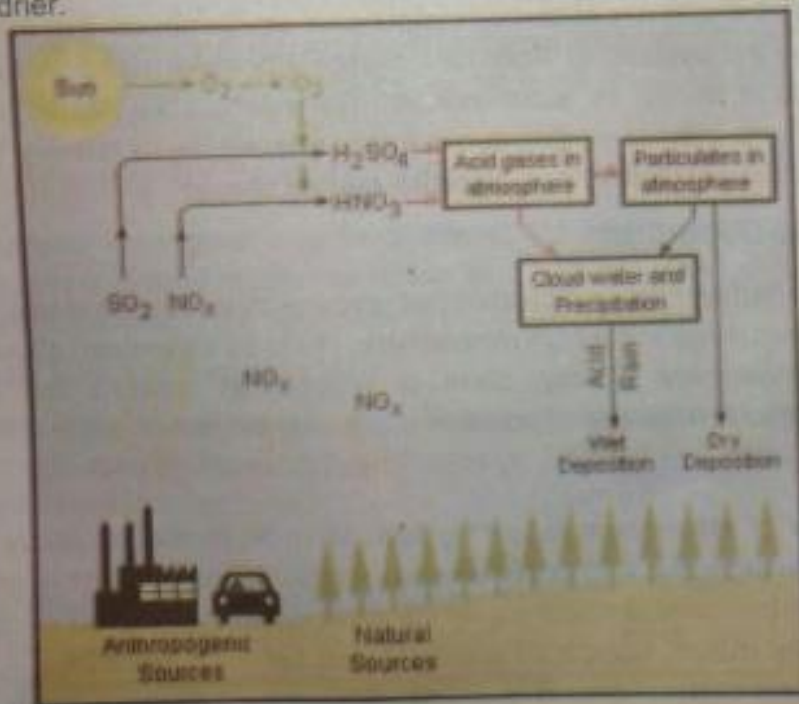 drier.
Sun
O2
O3
H2SO4
HNO3
Acid gases in
atmosphere
Particulates in
atmosphere
Cloud water and
Precipitation
SO2 NOx
NOx
NOx
Acid
Rain
Wet
Deposition
Dry
Deposition
Anthropogenic
Sources
Natural
Sources